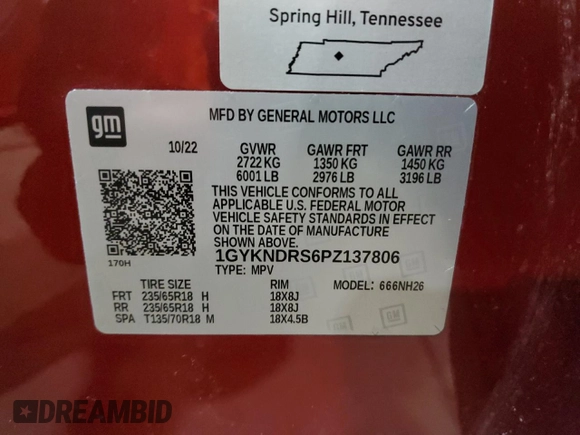 Spring Hill, Tennessee
gm
MFD BY GENERAL MOTORS LLC
10/22 GVWR GAWR FRT GAWR RR
2722 KG 1350 KG 1450 KG
6001 LB 2976 LB 3196 LB
THIS VEHICLE CONFORMS TO ALL
APPLICABLE U.S. FEDERAL MOTOR
VEHICLE SAFETY STANDARDS IN EFFECT
ON THE DATE OF MANUFACTURE
SHOWN ABOVE.
170H
1GYKNDRS6PZ137806
TYPE: MPV
TIRE SIZE RIM MODEL: 666NH26
FRT 235/65R18 H 18X8J
RR 235/65R18 H 18X8J
SPA T135/70R18 M 18X4.5B
DREAMBID